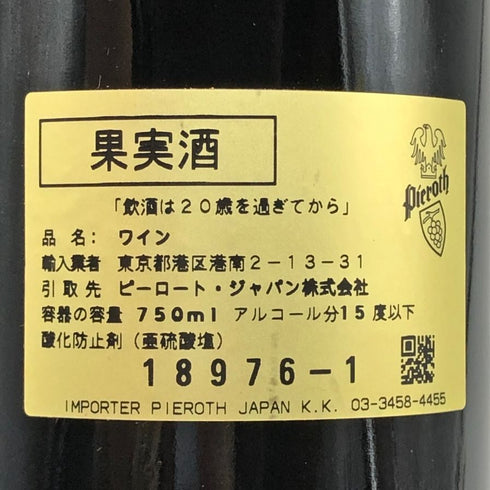 果実酒
Pieroth
「飲酒は20歳を過ぎてから」
品 名: ワイン
輸入業者 東京都港区港南2-13-31
引取先 ピーロート・ジャパン株式会社
容器の容量 750ml アルコール分15度以下
酸化防止剤(亜硫酸塩)
18976-1
IMPORTER PIEROTH JAPAN K.K. 03-3458-4455